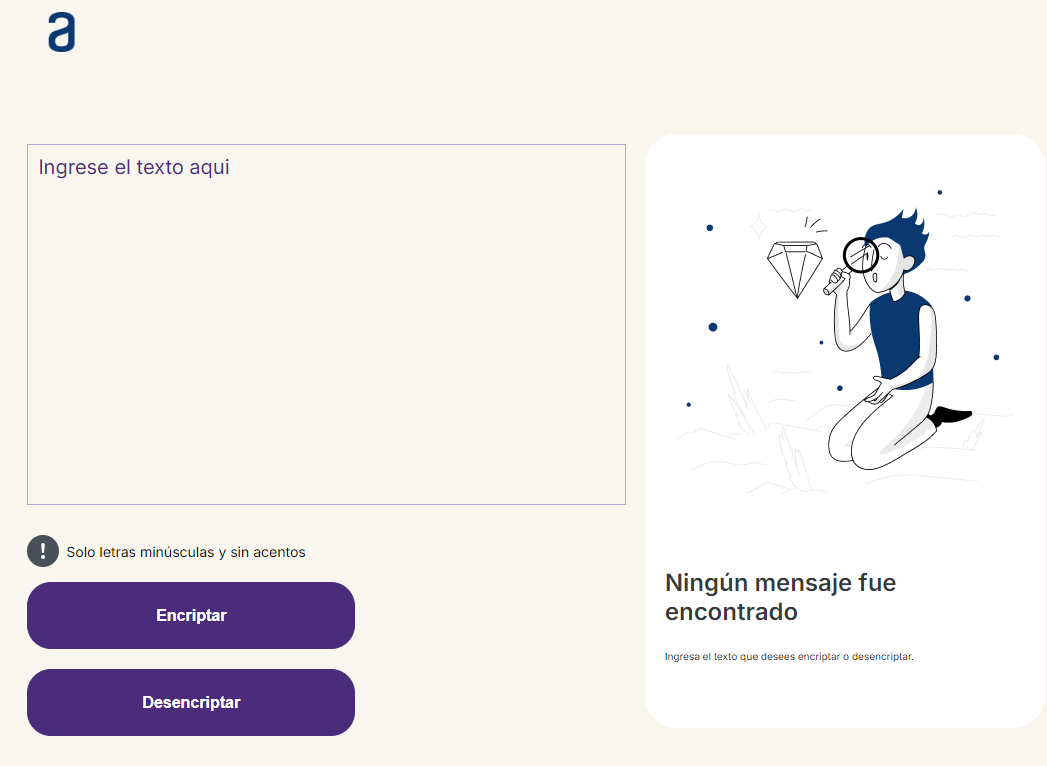 a
Ingrese el texto aqui
Solo letras minúsculas y sin acentos
Encriptar
Desencriptar
Ningún mensaje fue
encontrado
Ingresa el texto que desees encriptar o desencriptar.